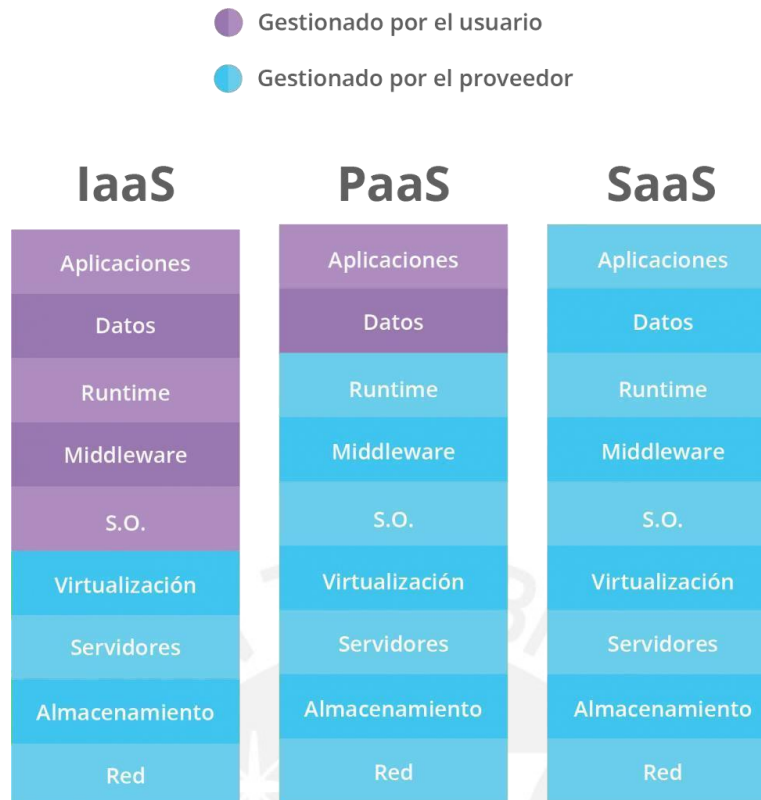 Gestionado por el usuario
Gestionado por el proveedor
IaaS
Aplicaciones
Datos
Runtime
Middleware
S.O.
Virtualización
Servidores
Almacenamiento
Red
PaaS
Aplicaciones
Datos
Runtime
Middleware
S.O.
Virtualización
Servidores
Almacenamiento
Red
SaaS
Aplicaciones
Datos
Runtime
Middleware
S.O.
Virtualización
Servidores
Almacenamiento
Red